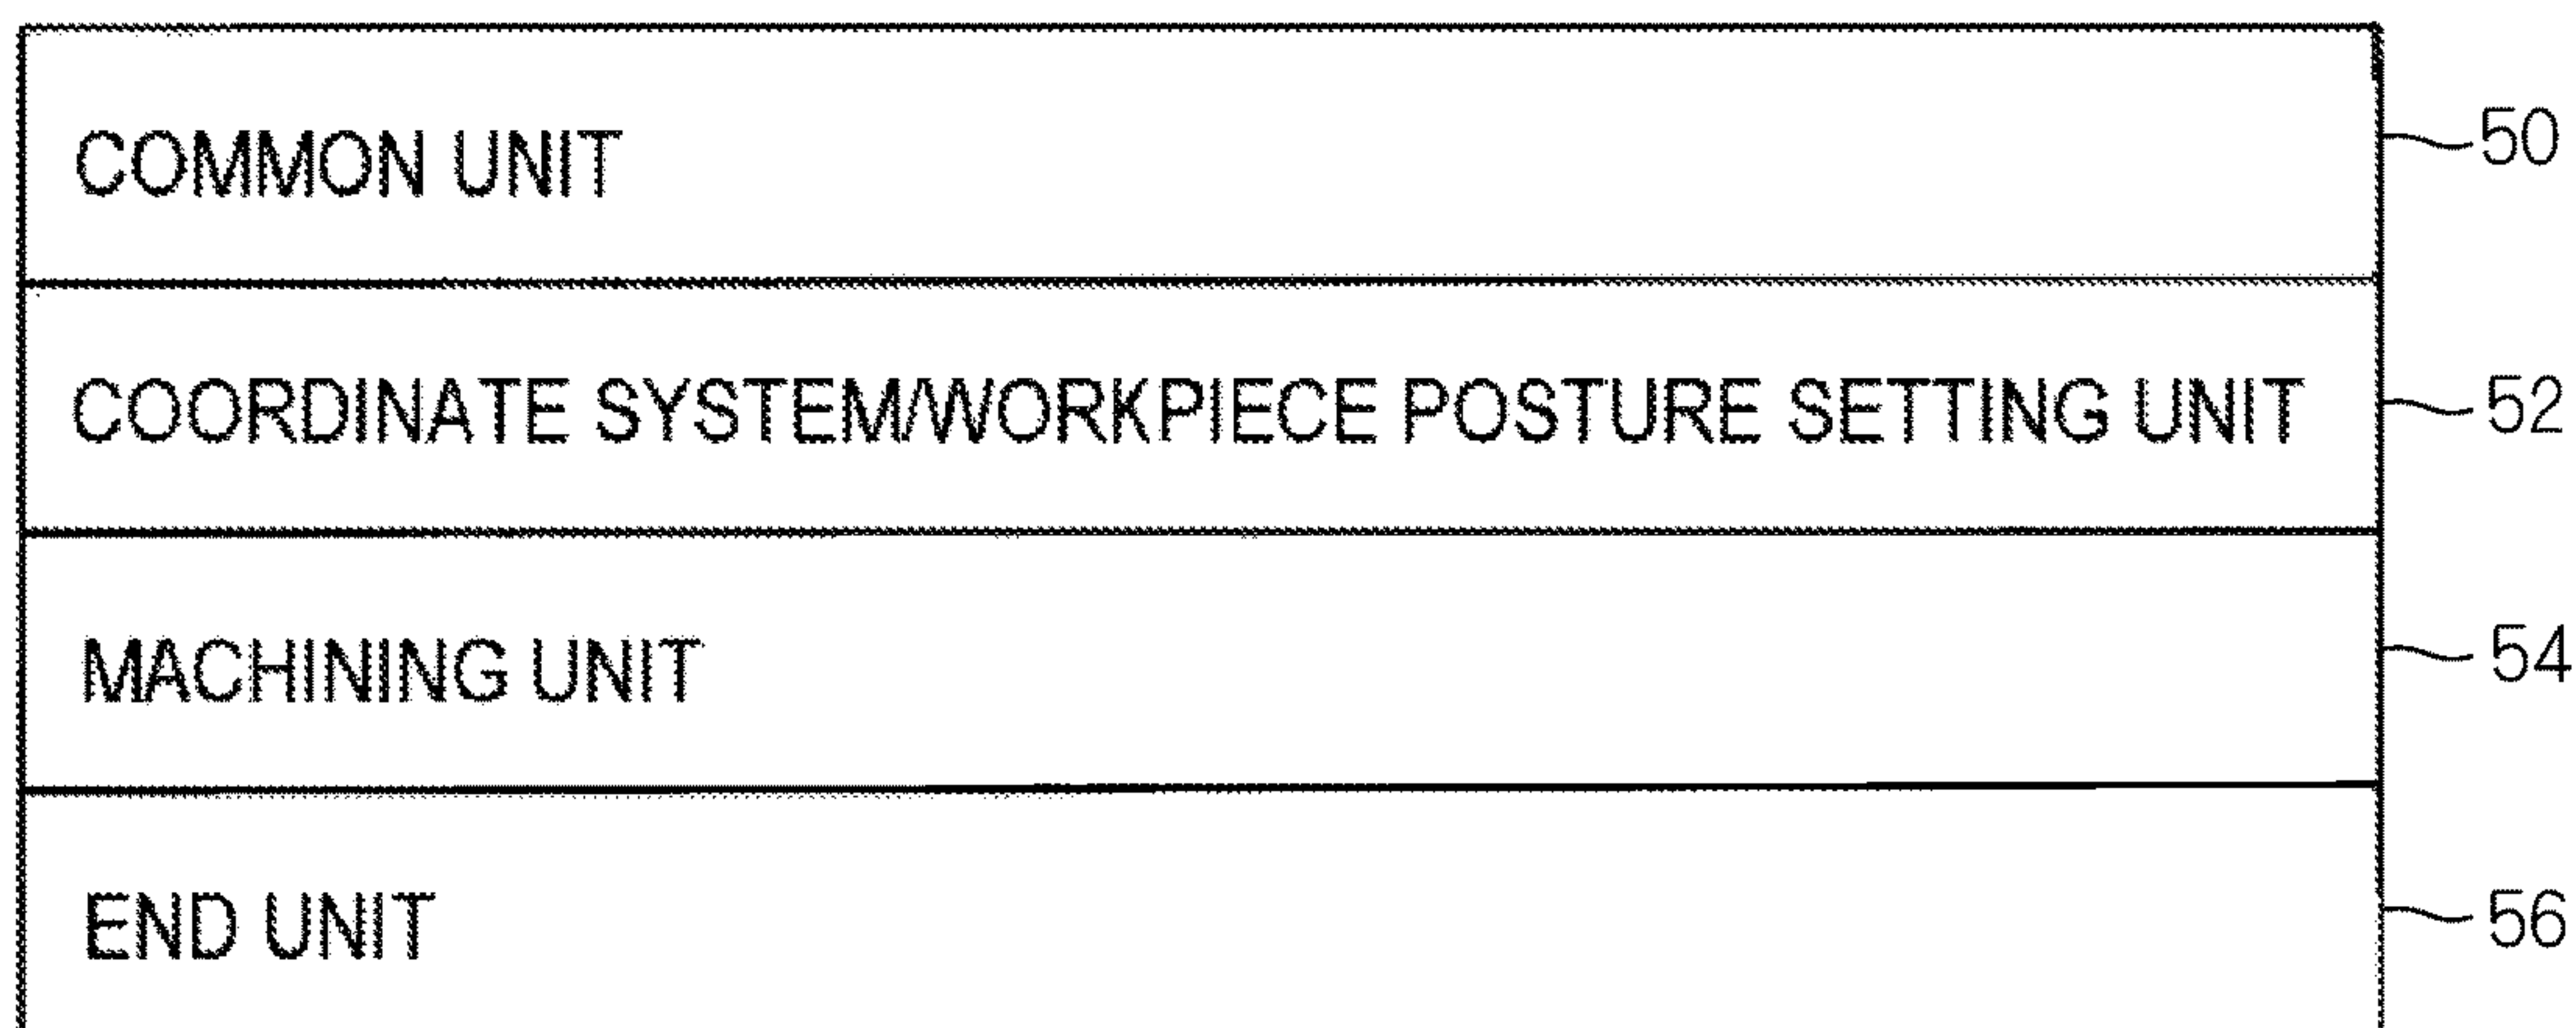 COMMON UNIT 50
COORDINATE SYSTEM/WORKPIECE POSTURE SETTING UNIT 52
MACHINING UNIT 54
END UNIT 56